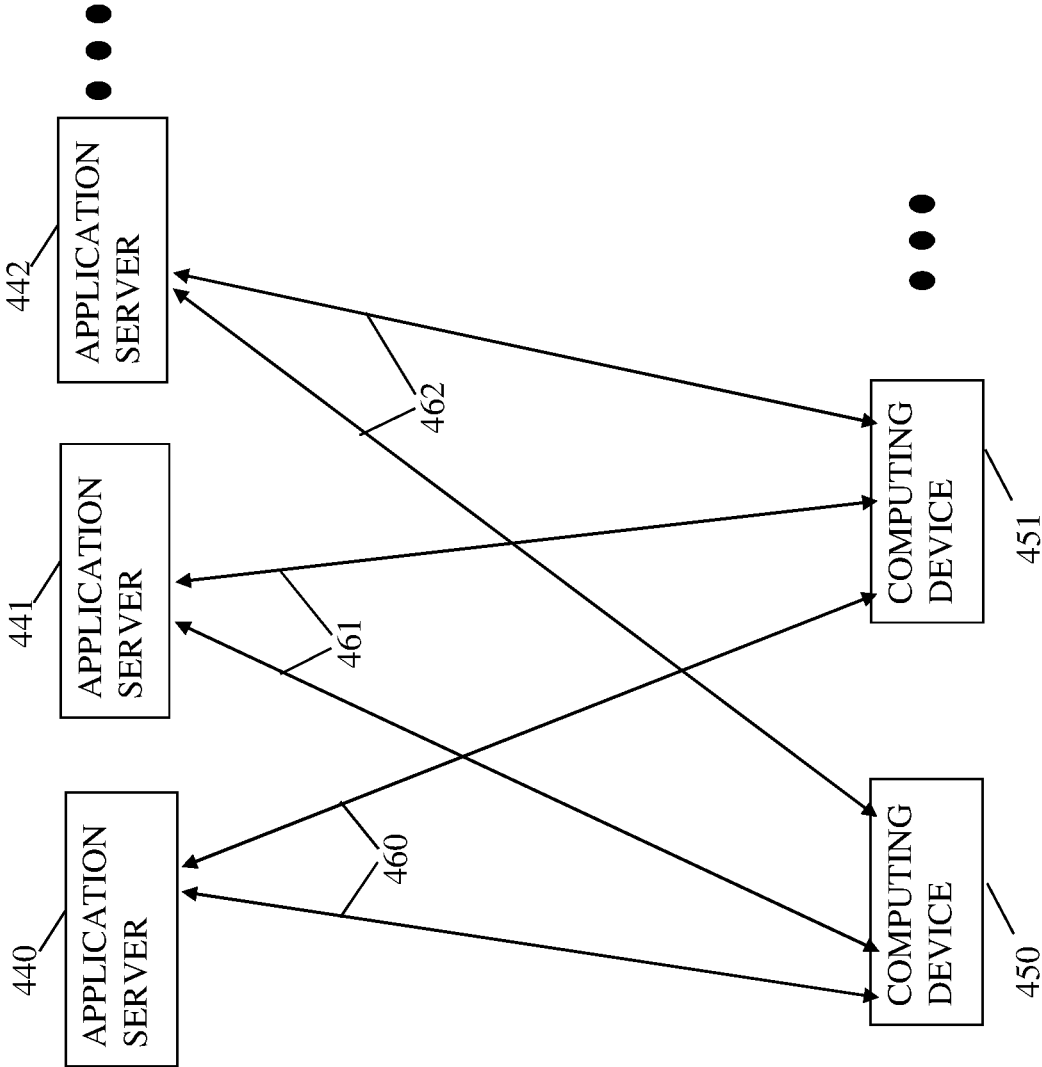 440
APPLICATION
SERVER
441
APPLICATION
SERVER
442
APPLICATION
SERVER
460
461
462
COMPUTING
DEVICE
450
COMPUTING
DEVICE
451